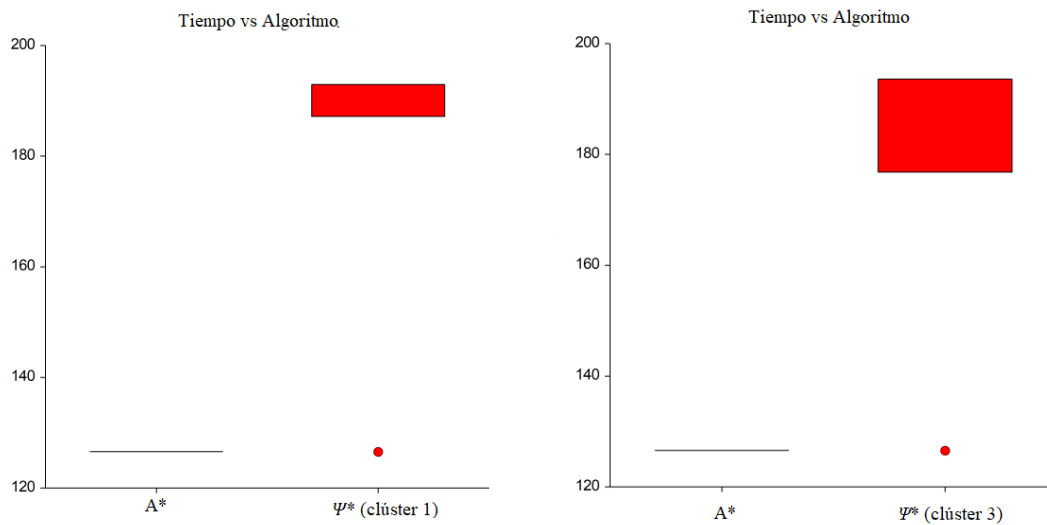 Tiempo vs Algoritmo.
200
180
160
140
120
A*
Ψ* (clúster 1)
Tiempo vs Algoritmo
200
180
160
140
120
A*
Ψ* (clúster 3)